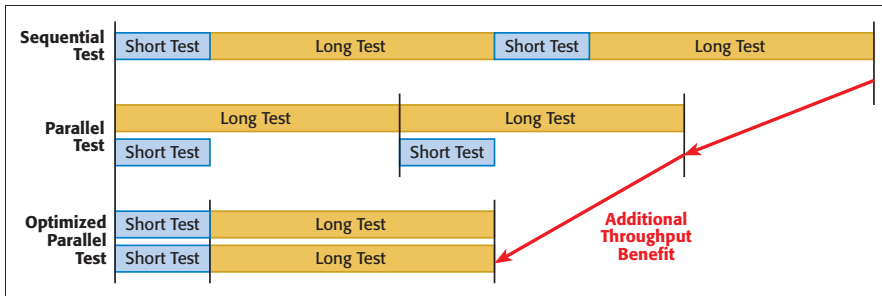 Sequential
Test
Short Test
Long Test
Short Test
Long Test
Parallel
Test
Long Test
Long Test
Short Test
Short Test
Optimized
Parallel
Test
Short Test
Long Test
Short Test
Long Test
Additional
Throughput
Benefit